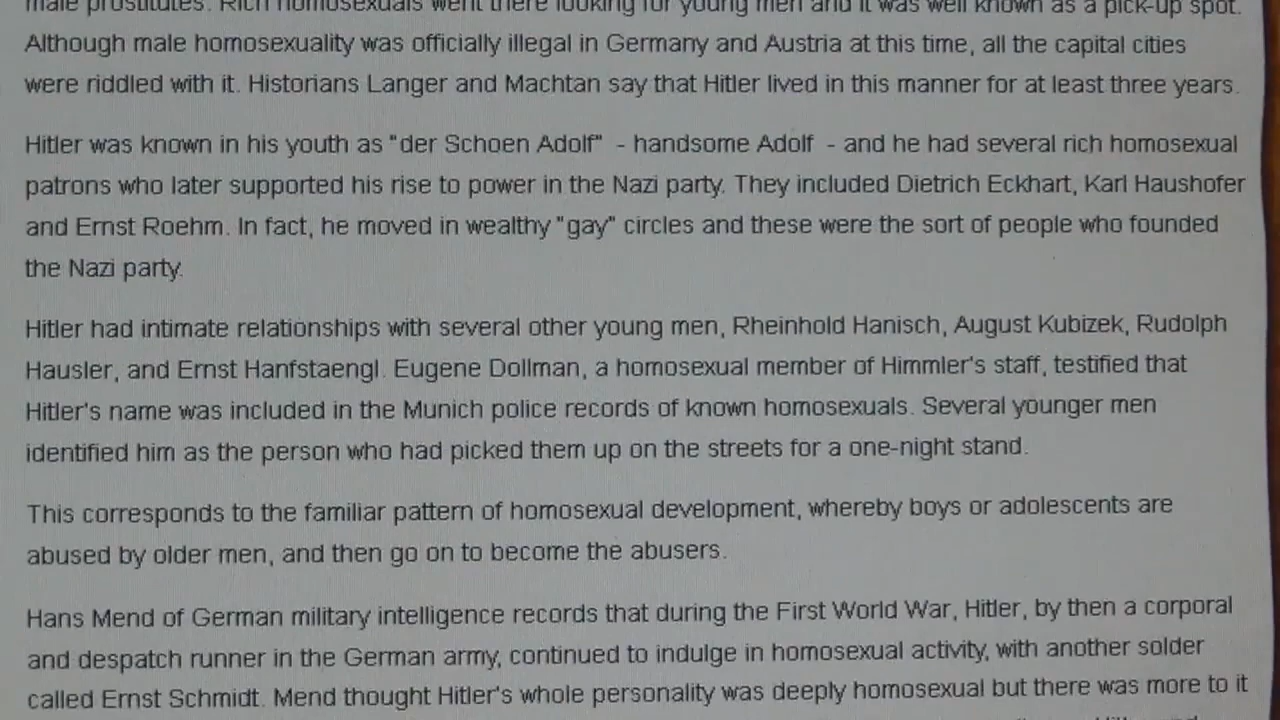 male prostitutes. Rich homosexuals went there looking for young men and it was well known as a pick-up spot.
Although male homosexuality was officially illegal in Germany and Austria at this time, all the capital cities
were riddled with it. Historians Langer and Machtan say that Hitler lived in this manner for at least three years.
Hitler was known in his youth as "der Schoen Adolf" - handsome Adolf - and he had several rich homosexual
patrons who later supported his rise to power in the Nazi party. They included Dietrich Eckhart, Karl Haushofer
and Ernst Roehm. In fact, he moved in wealthy "gay" circles and these were the sort of people who founded
the Nazi party.
Hitler had intimate relationships with several other young men, Rheinhold Hanisch, August Kubizek, Rudolph
Hausler, and Ernst Hanfstaengl. Eugene Dollman, a homosexual member of Himmler's staff, testified that
Hitler's name was included in the Munich police records of known homosexuals. Several younger men
identified him as the person who had picked them up on the streets for a one-night stand.
This corresponds to the familiar pattern of homosexual development, whereby boys or adolescents are
abused by older men, and then go on to become the abusers.
Hans Mend of German military intelligence records that during the First World War, Hitler, by then a corporal
and despatch runner in the German army, continued to indulge in homosexual activity, with another solder
called Ernst Schmidt. Mend thought Hitler's whole personality was deeply homosexual but there was more to it